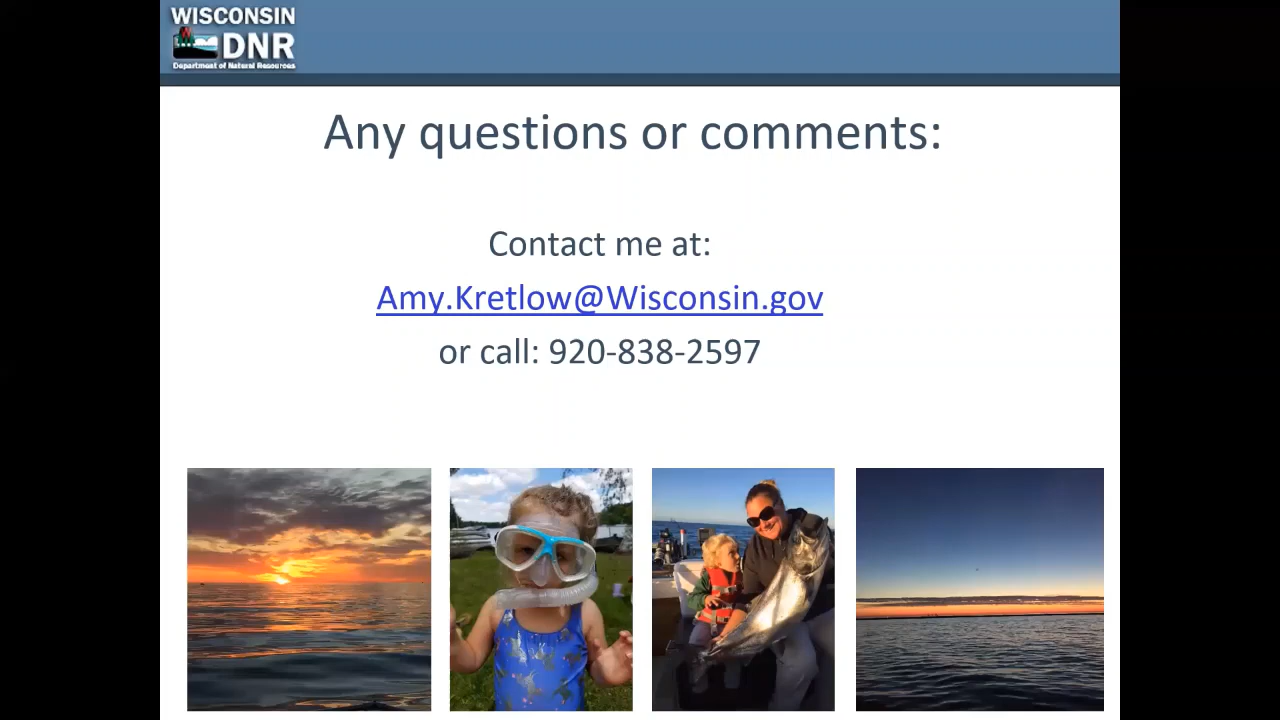 WISCONSIN
DNR
Department of Natural Resources
Any questions or comments:
Contact me at:
Amy.Kretlow@Wisconsin.gov
or call: 920-838-2597